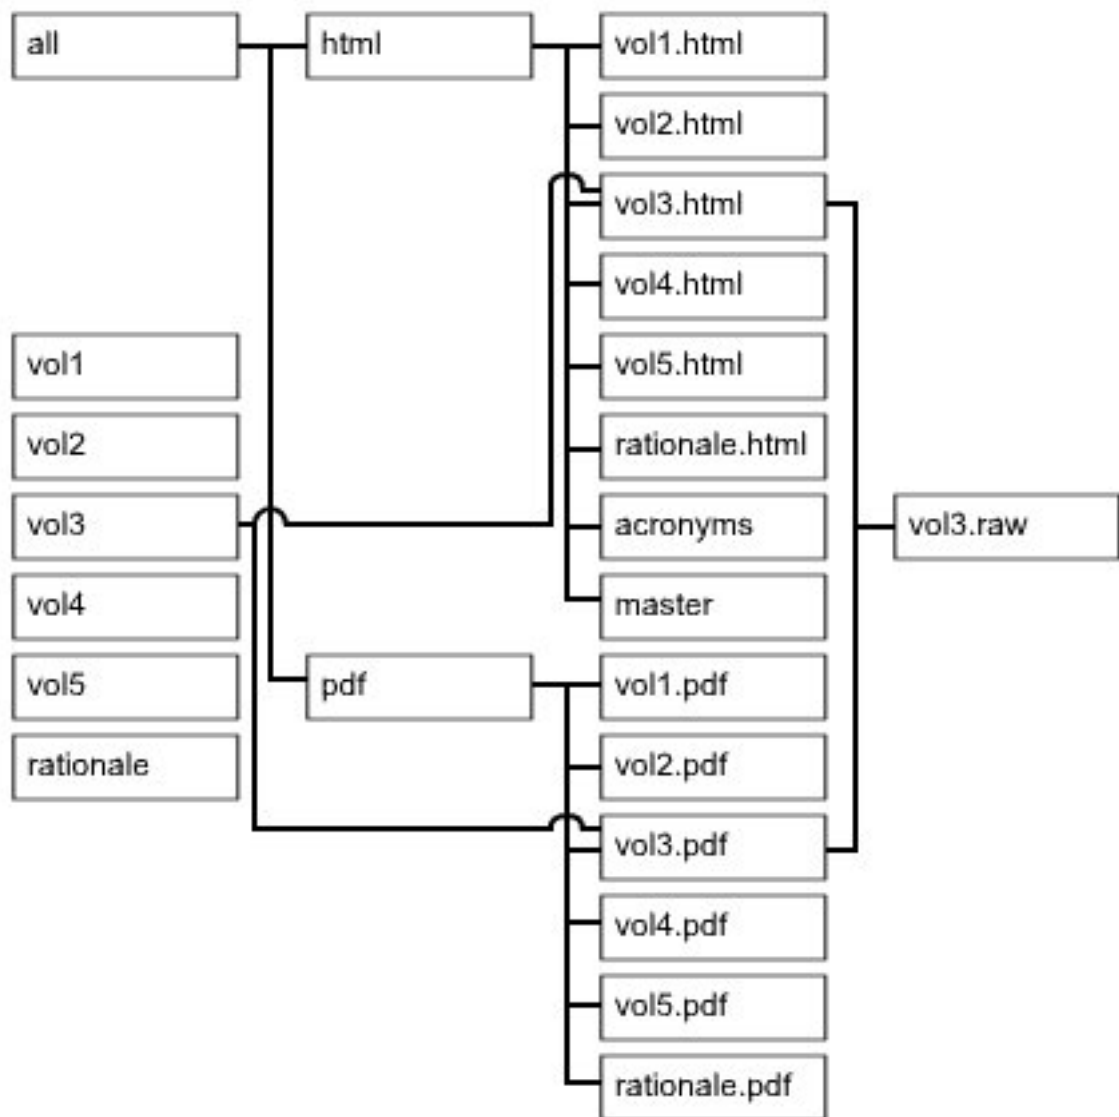 all
html
vol1.html
vol2.html
vol3.html
vol4.html
vol1
vol5.html
vol2
rationale.html
vol3
acronyms
vol3.raw
vol4
master
vol5
pdf
vol1.pdf
rationale
vol2.pdf
vol3.pdf
vol4.pdf
vol5.pdf
rationale.pdf